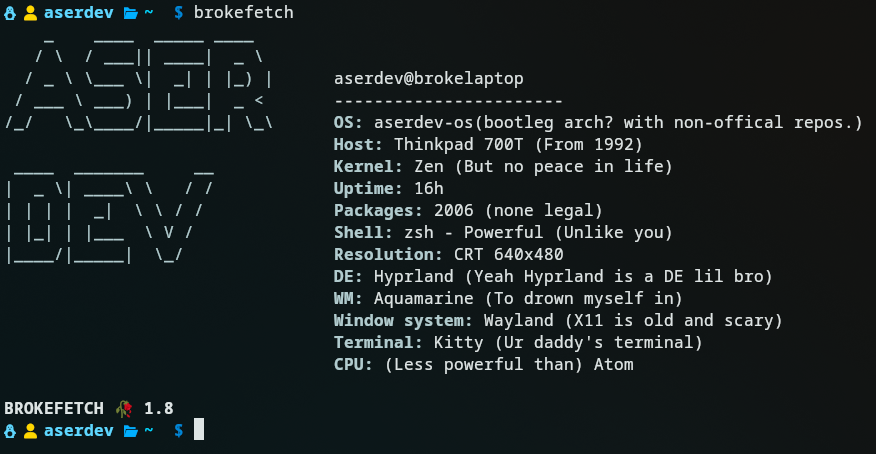 aserdev ~ $ brokefetch
ASER
DEV
aserdev@brokelaptop
-----------------------
OS: aserdev-os(bootleg arch? with non-offical repos.)
Host: Thinkpad 700T (From 1992)
Kernel: Zen (But no peace in life)
Uptime: 16h
Packages: 2006 (none legal)
Shell: zsh - Powerful (Unlike you)
Resolution: CRT 640x480
DE: Hyprland (Yeah Hyprland is a DE lil bro)
WM: Aquamarine (To drown myself in)
Window system: Wayland (X11 is old and scary)
Terminal: Kitty (Ur daddy's terminal)
CPU: (Less powerful than) Atom
BROKEFETCH 🥀 1.8
aserdev ~ $